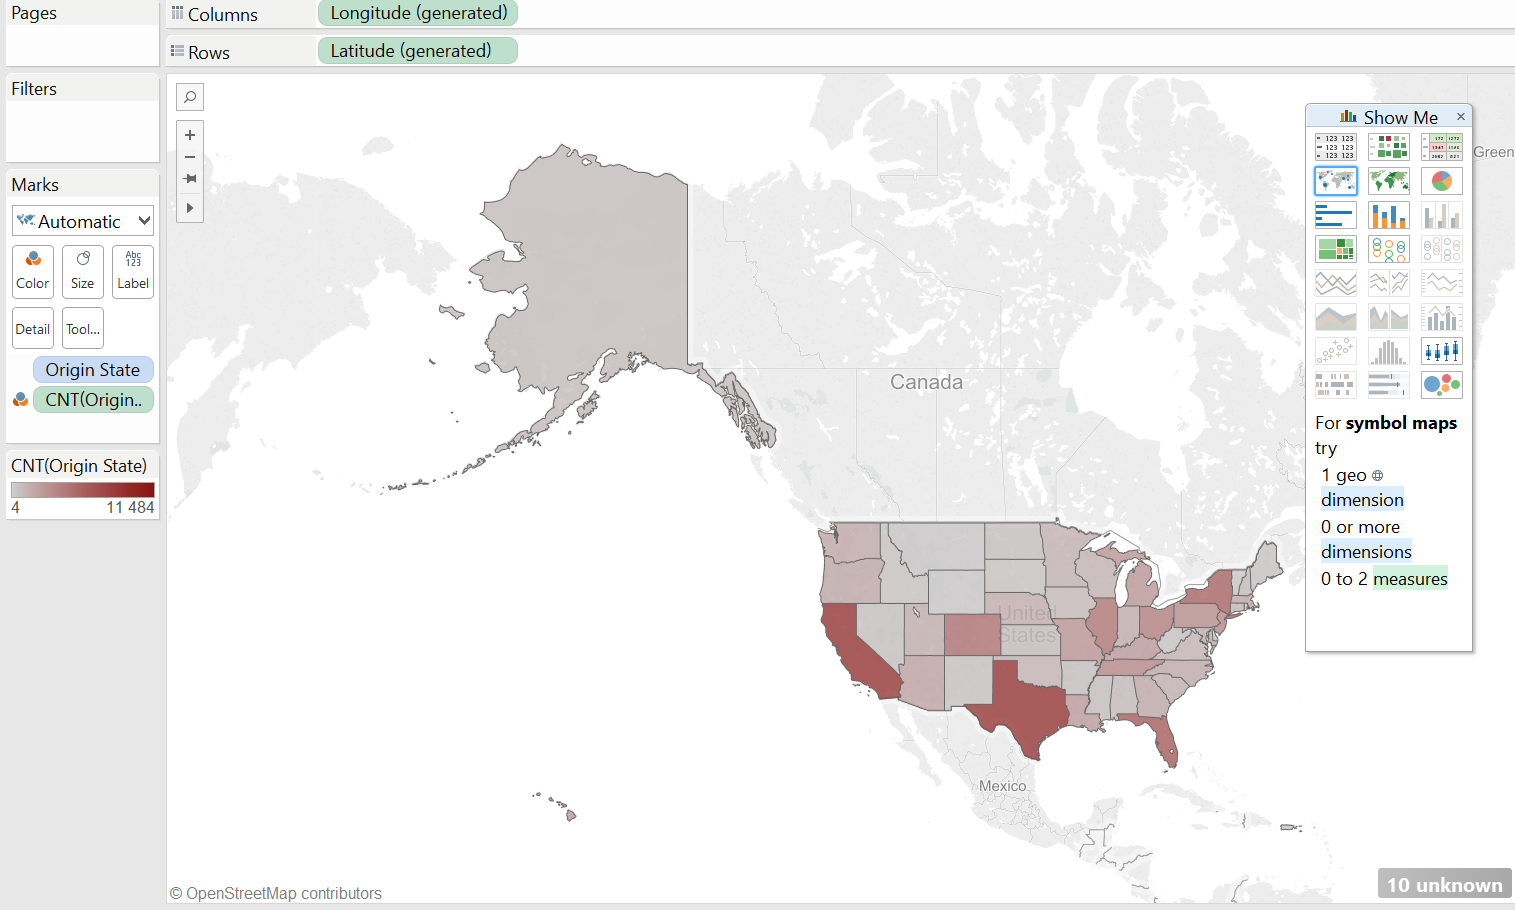 Pages
Columns
Longitude (generated)
Rows
Latitude (generated)
Filters
Marks
Automatic
Color
Size
Abc
123
Label
Detail
Tool...
Origin State
CNT(Origin..
CNT(Origin State)
4
11 484
Canada
United
States
Mexico
Green
Show Me
For symbol maps
try
1 geo
dimension
0 or more
dimensions
0 to 2 measures
© OpenStreetMap contributors
10 unknown